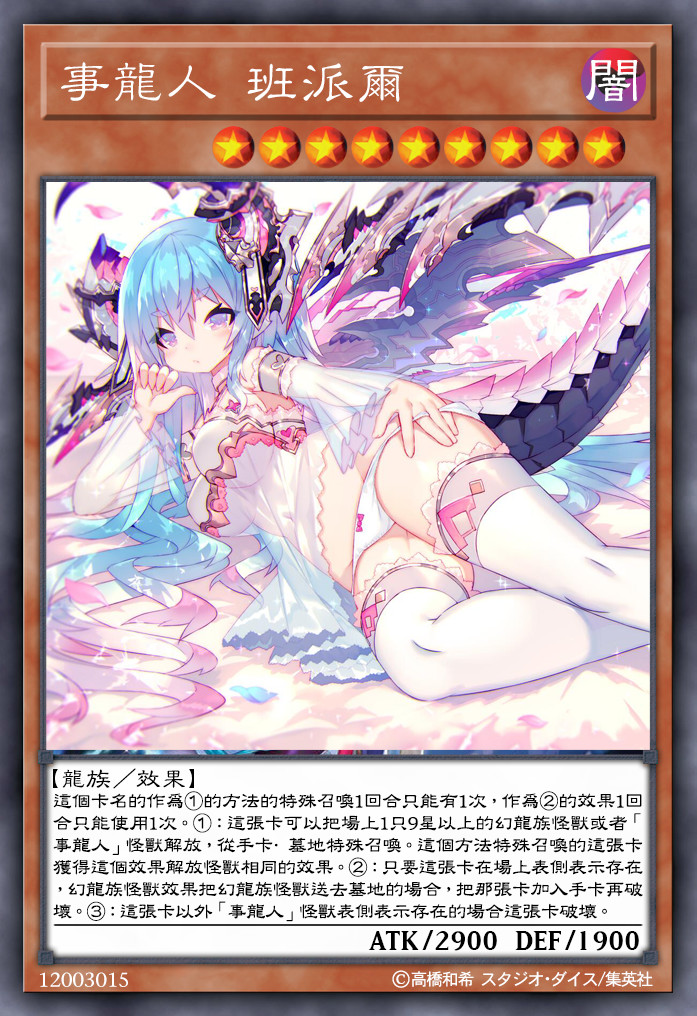 事龍人 班派爾
闇
【龍族／效果】
這個卡名的作為①的方法的特殊召喚1回合只能有1次，作為②的效果1回
合只能使用1次。①：這張卡可以把場上1只9星以上的幻龍族怪獸或者「
事龍人」怪獸解放，從手卡·墓地特殊召喚。這個方法特殊召喚的這張卡
獲得這個效果解放怪獸相同的效果。②：只要這張卡在場上表側表示存在
，幻龍族怪獸效果把幻龍族怪獸送去墓地的場合，把那張卡加入手卡再破
壞。③：這張卡以外「事龍人」怪獸表側表示存在的場合這張卡破壞。
ATK/2900 DEF/1900
12003015 ©高橋和希 スタジオ・ダイス/集英社